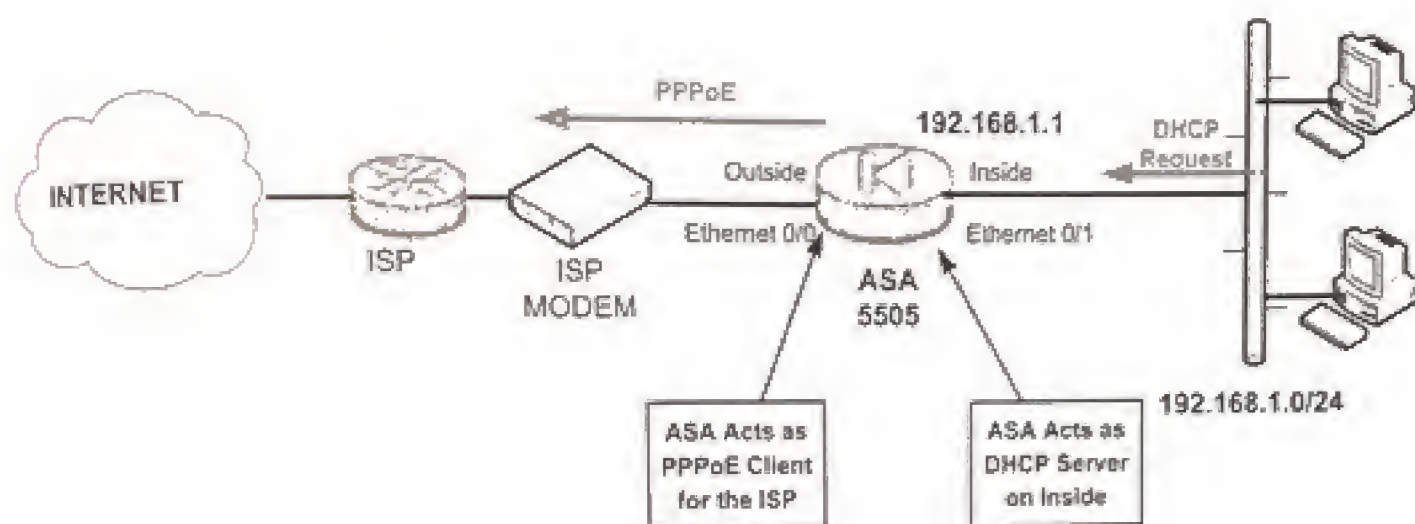 PPPoE
192.168.1.1
DHCP
Request
INTERNET
Outside
Inside
Ethernet 0/0
Ethernet 0/1
ISP
ISP
MODEM
ASA
5505
192.168.1.0/24
ASA Acts as
PPPoE Client
for the ISP
ASA Acts as
DHCP Server
on Inside